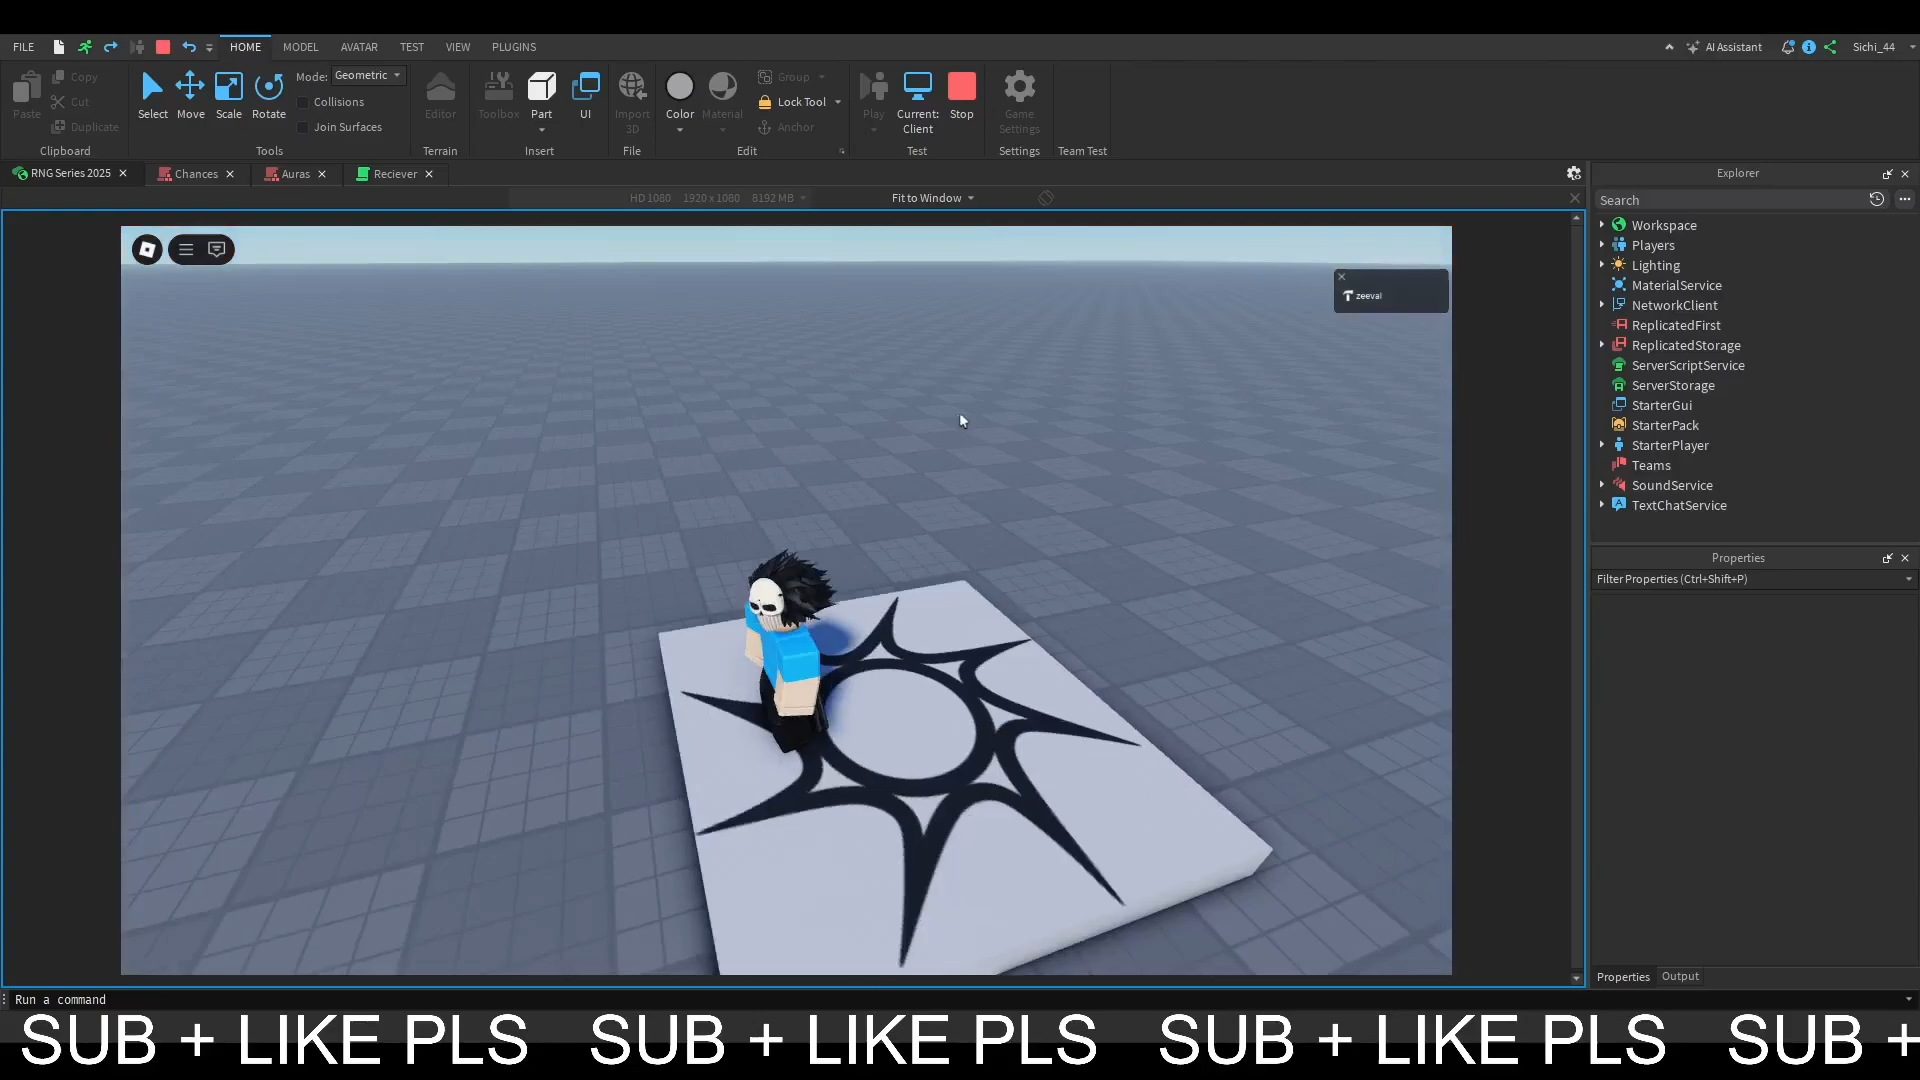 FILE HOME MODEL AVATAR TEST VIEW PLUGINS AI Assistant Sichi_44
Paste Copy Cut Duplicate Clipboard
Select Move Scale Rotate Mode: Geometric Collisions Join Surfaces Tools
Editor Terrain
Toolbox Part UI Insert
Import 3D File
Color Material Group Lock Tool Anchor Edit
Play Current: Client Stop Test
Game Settings Settings
Team Test
RNG Series 2025 Chances Auras Reciever
HD 1080 1920 x 1080 8192 MB Fit to Window
zeeval
Explorer
Search
Workspace
Players
Lighting
MaterialService
NetworkClient
ReplicatedFirst
ReplicatedStorage
ServerScriptService
ServerStorage
StarterGui
StarterPack
StarterPlayer
Teams
SoundService
TextChatService
Properties
Filter Properties (Ctrl+Shift+P)
Properties Output
Run a command
SUB + LIKE PLS SUB + LIKE PLS SUB + LIKE PLS SUB +